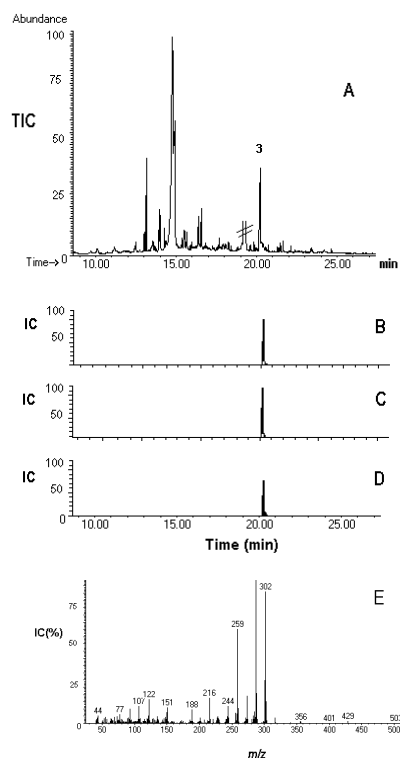 Abundance
100
75
A
TIC
50
3
25
0
Time→ 10.00 15.00 20.00 25.00 min
100
IC 50 B
0
100
IC 50 C
0
100
IC 50 D
0
10.00 15.00 20.00 25.00
Time (min)
E
302
75
IC(%)
259
50
25
44 77 107 122 151 188 216 244 356 401 429 503
0
50 100 150 200 250 300 350 400 450 500
m/z